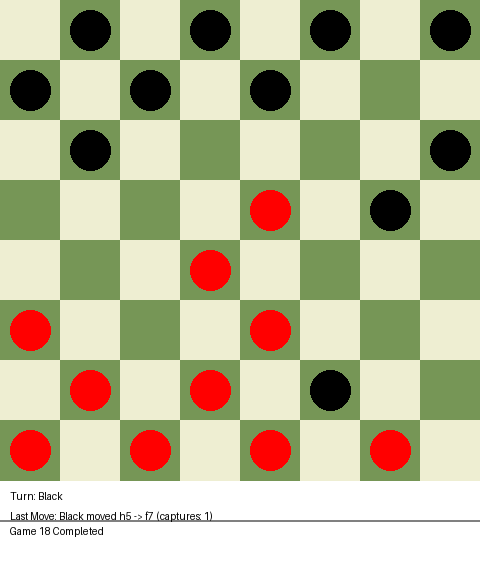 Turn: Black
Last Move: Black moved h5 -> f7 (captures: 1)
Game 18 Completed